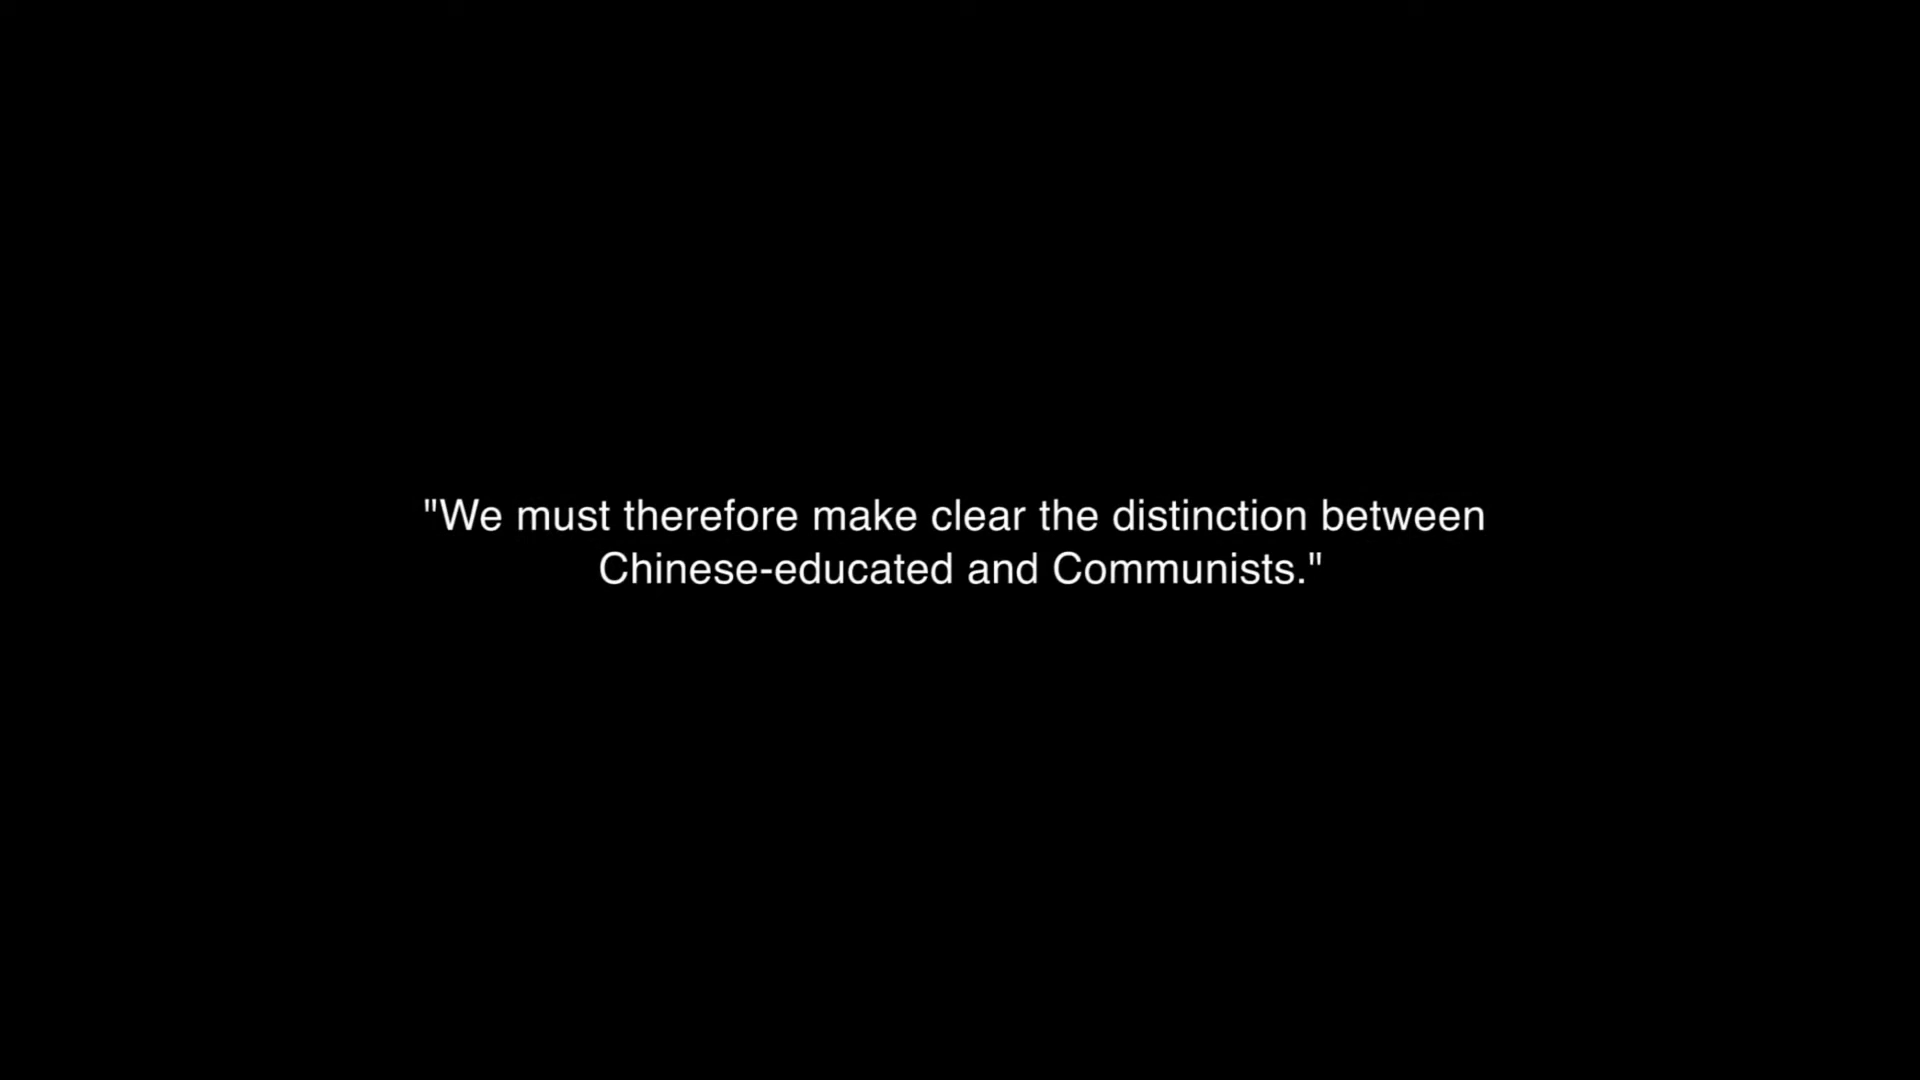 "We must therefore make clear the distinction between
Chinese-educated and Communists."